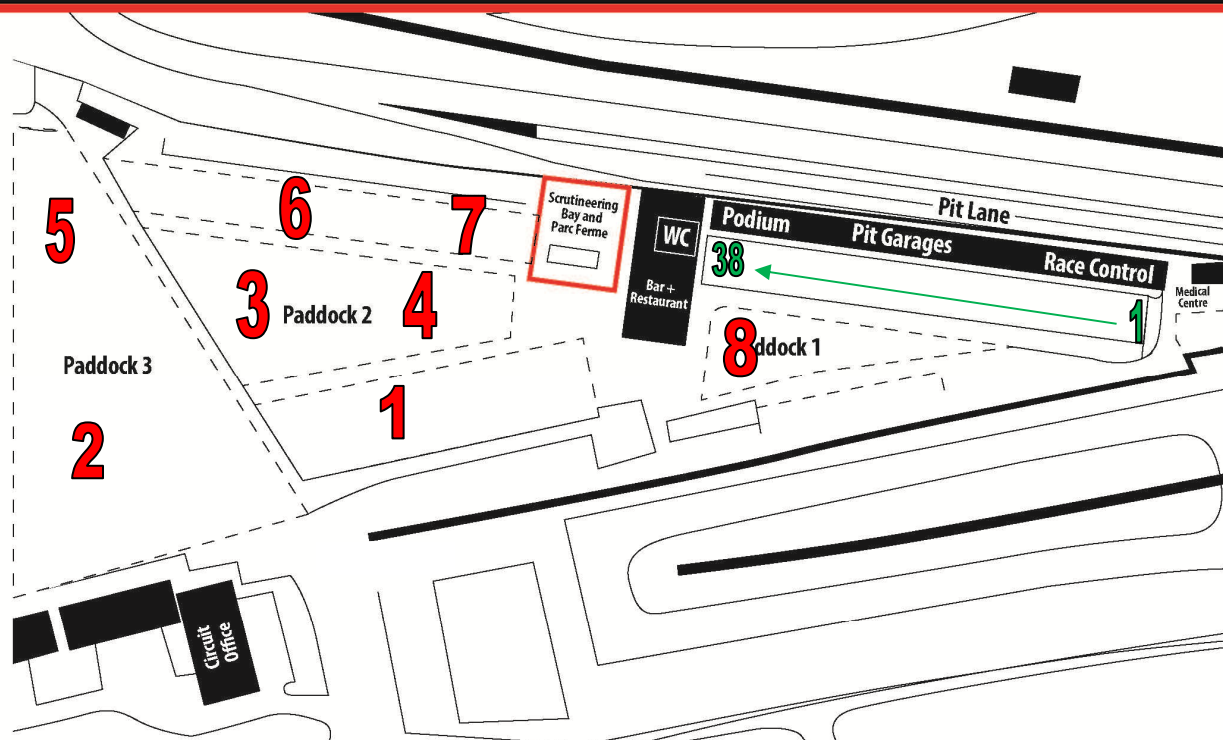 Pit Lane
Scrutineering
Bay and
Parc Ferme
WC
Bar +
Restaurant
Podium
Pit Garages
Race Control
38
1
Medical
Centre
5
6
7
3
Paddock 2
4
8
ddock 1
Paddock 3
1
2
Circuit
Office